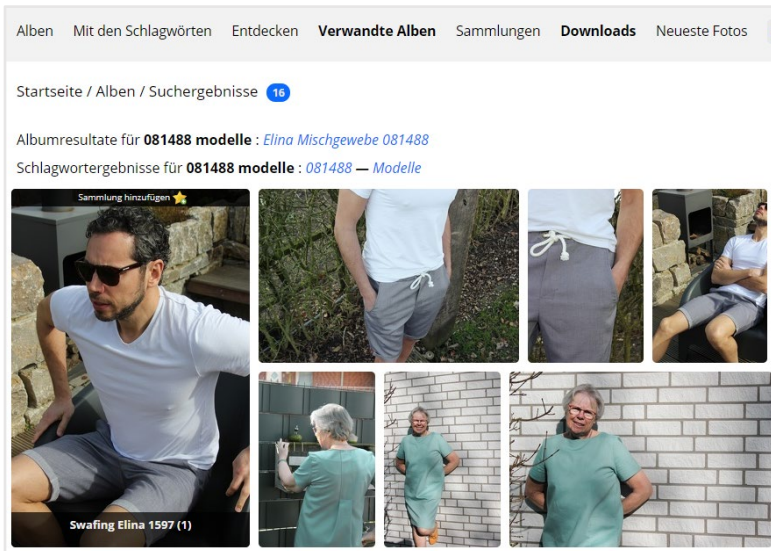 Alben Mit den Schlagwörten Entdecken Verwandte Alben Sammlungen Downloads Neueste Fotos
Startseite / Alben / Suchergebnisse 16
Albumresultate für 081488 modelle : Elina Mischgewebe 081488
Schlagwortergebnisse für 081488 modelle : 081488 — Modelle
Sammlung hinzufügen
Swafing Elina 1597 (1)